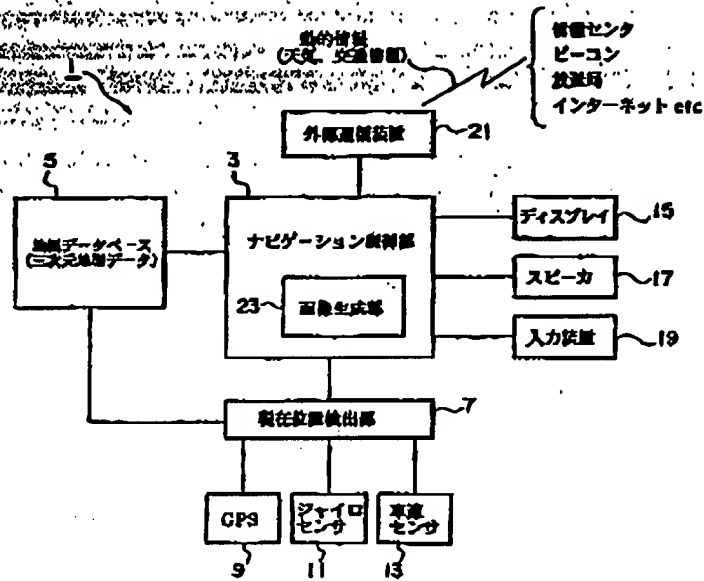 動的情報
(天気、交通情報)
情報センタ
ビーコン
放送局
インターネット etc
1
外部通信装置
21
5
3
地図データベース
(三次元地形データ)
ナビゲーション制御部
23
画像生成部
ディスプレイ
15
スピーカ
17
入力装置
19
現在位置検出部
7
GPS
ジャイロ
センサ
車速
センサ
9
11
13